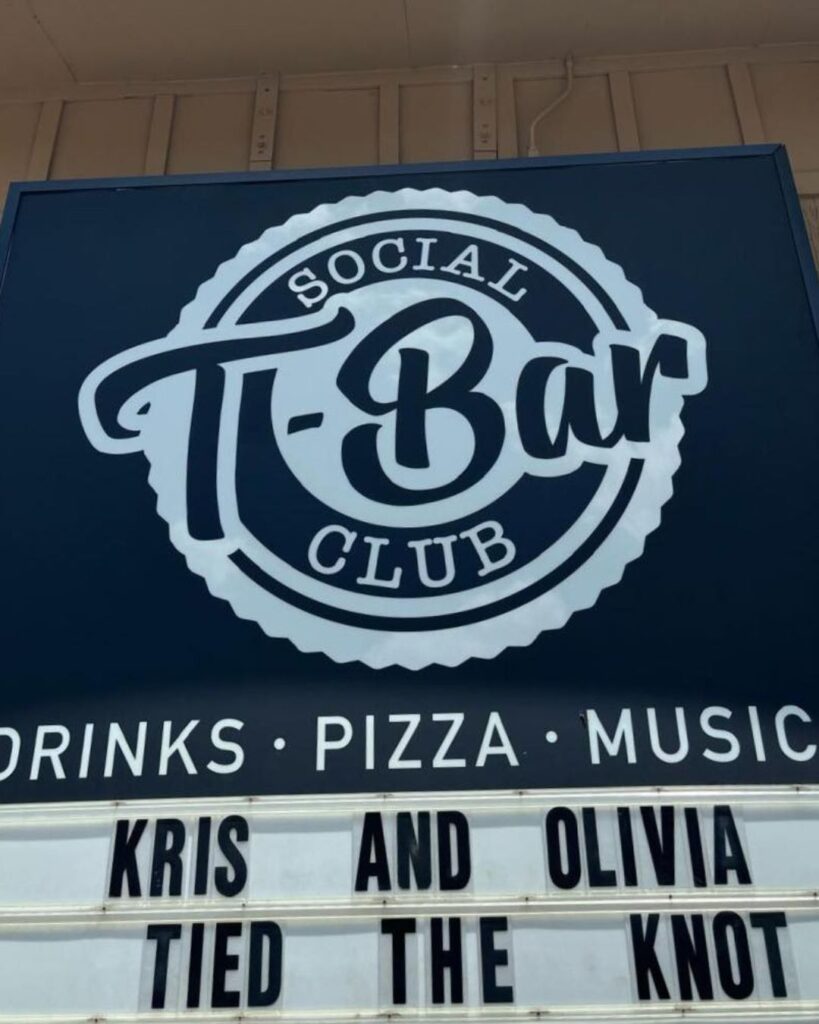 SOCIAL
T-Bar
CLUB
DRINKS · PIZZA · MUSIC
KRIS AND OLIVIA
TIED THE KNOT